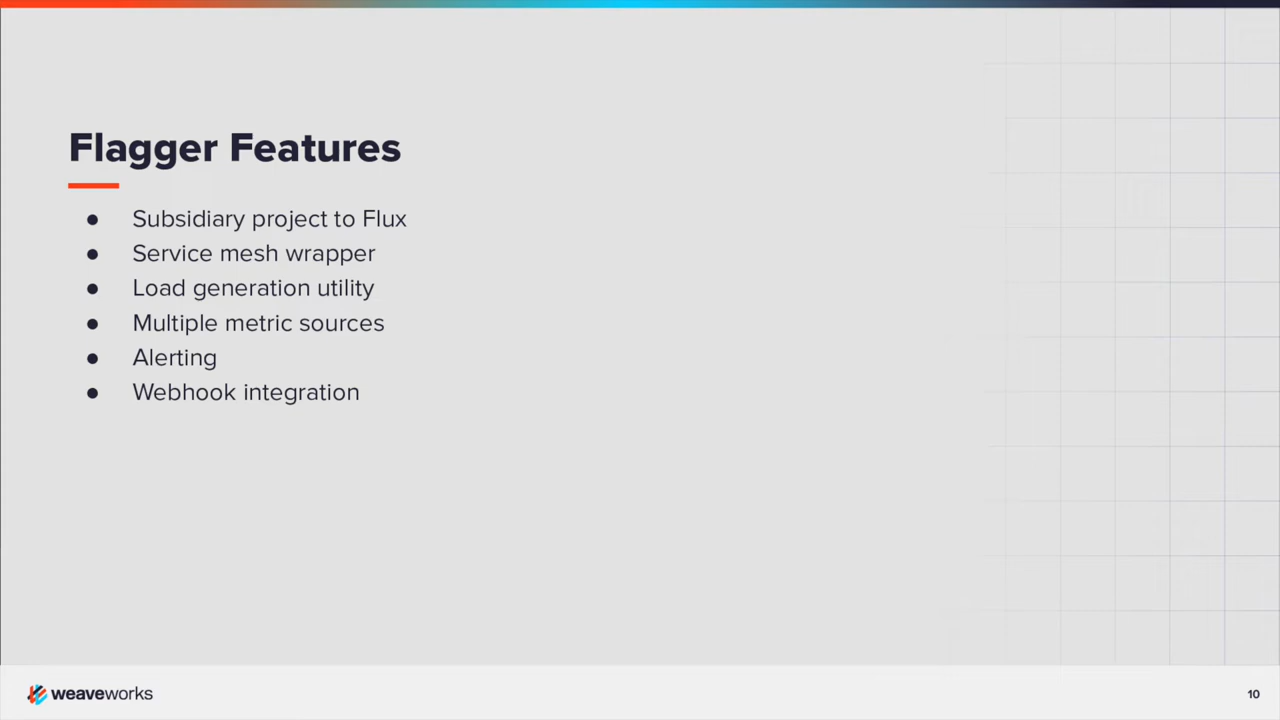 Flagger Features
● Subsidiary project to Flux
● Service mesh wrapper
● Load generation utility
● Multiple metric sources
● Alerting
● Webhook integration
weaveworks
10